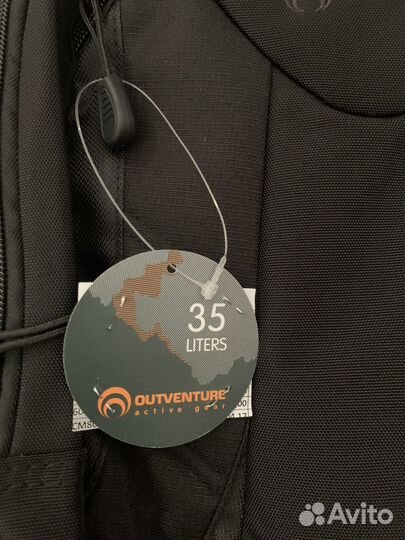 35
LITERS
OUTVENTURE
active gear
Avito